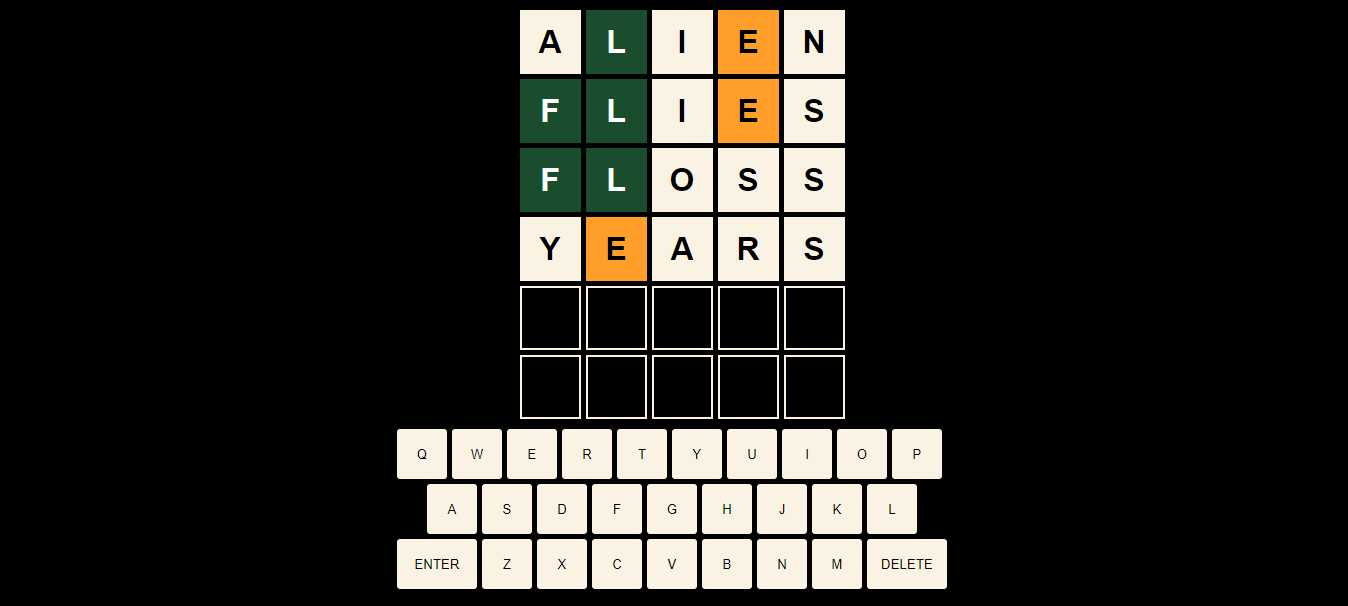 A L I E N
F L I E S
F L O S S
Y E A R S
Q W E R T Y U I O P
A S D F G H J K L
ENTER Z X C V B N M DELETE